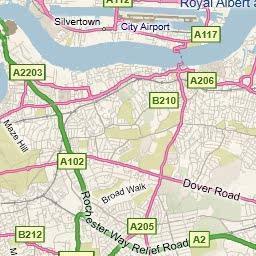 A112
Royal Albert
Silvertown
City Airport
A117
A2203
A206
B210
Maze Hill
A102
Dover Road
Broad Walk
Rochester Way Relief Road
A205
B212
A2